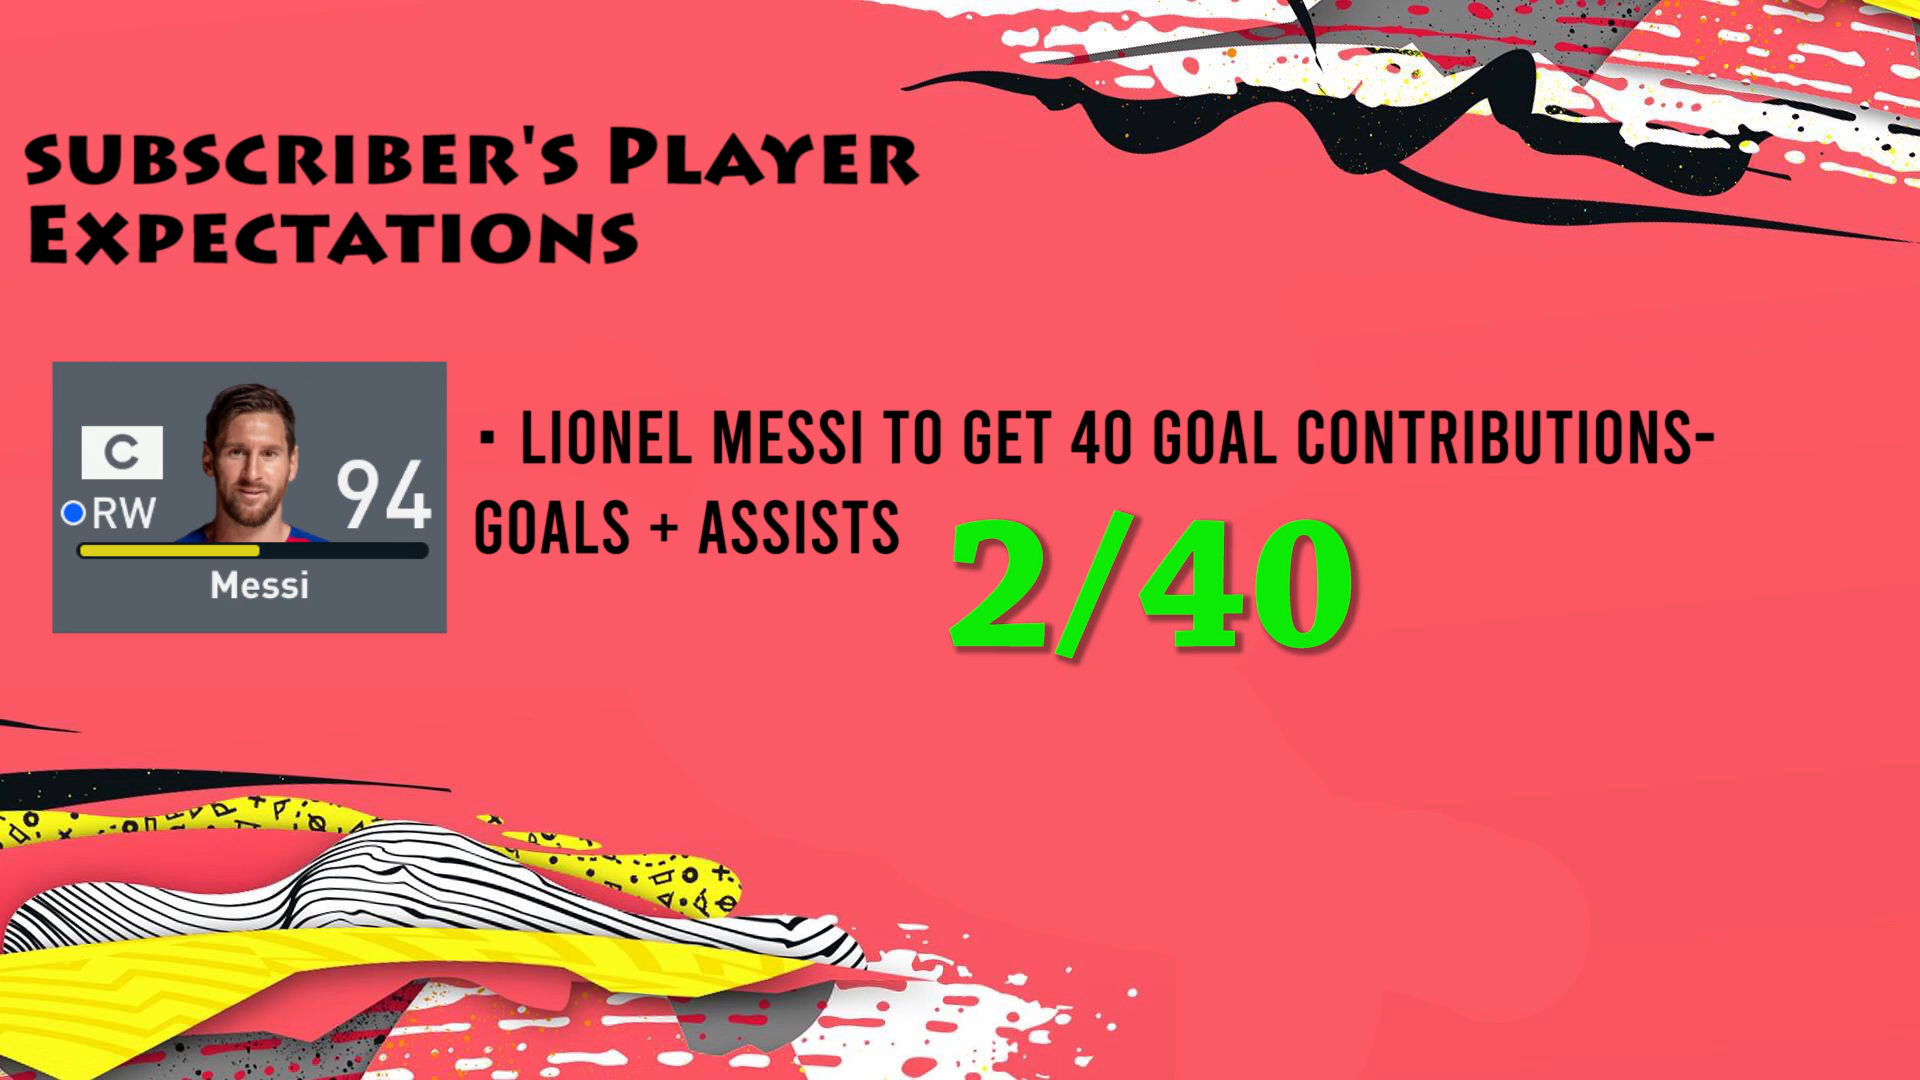 SUBSCRIBER'S PLAYER
EXPECTATIONS
C
RW
94
Messi
▪ LIONEL MESSI TO GET 40 GOAL CONTRIBUTIONS-
GOALS + ASSISTS
2/40